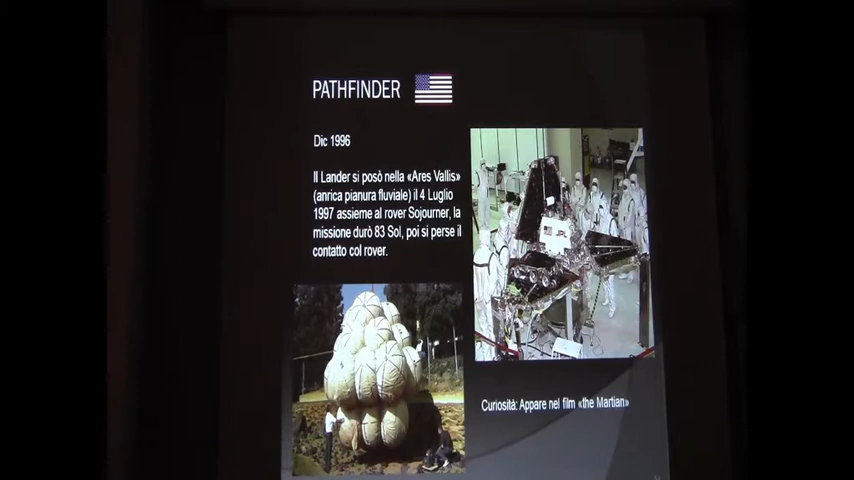 PATHFINDER
Dic 1996
Il Lander si posò nella «Ares Vallis»
(anrica pianura fluviale) il 4 Luglio
1997 assieme al rover Sojourner, la
missione durò 83 Sol, poi si perse il
contatto col rover.
Curiosità: Appare nel film «the Martian»